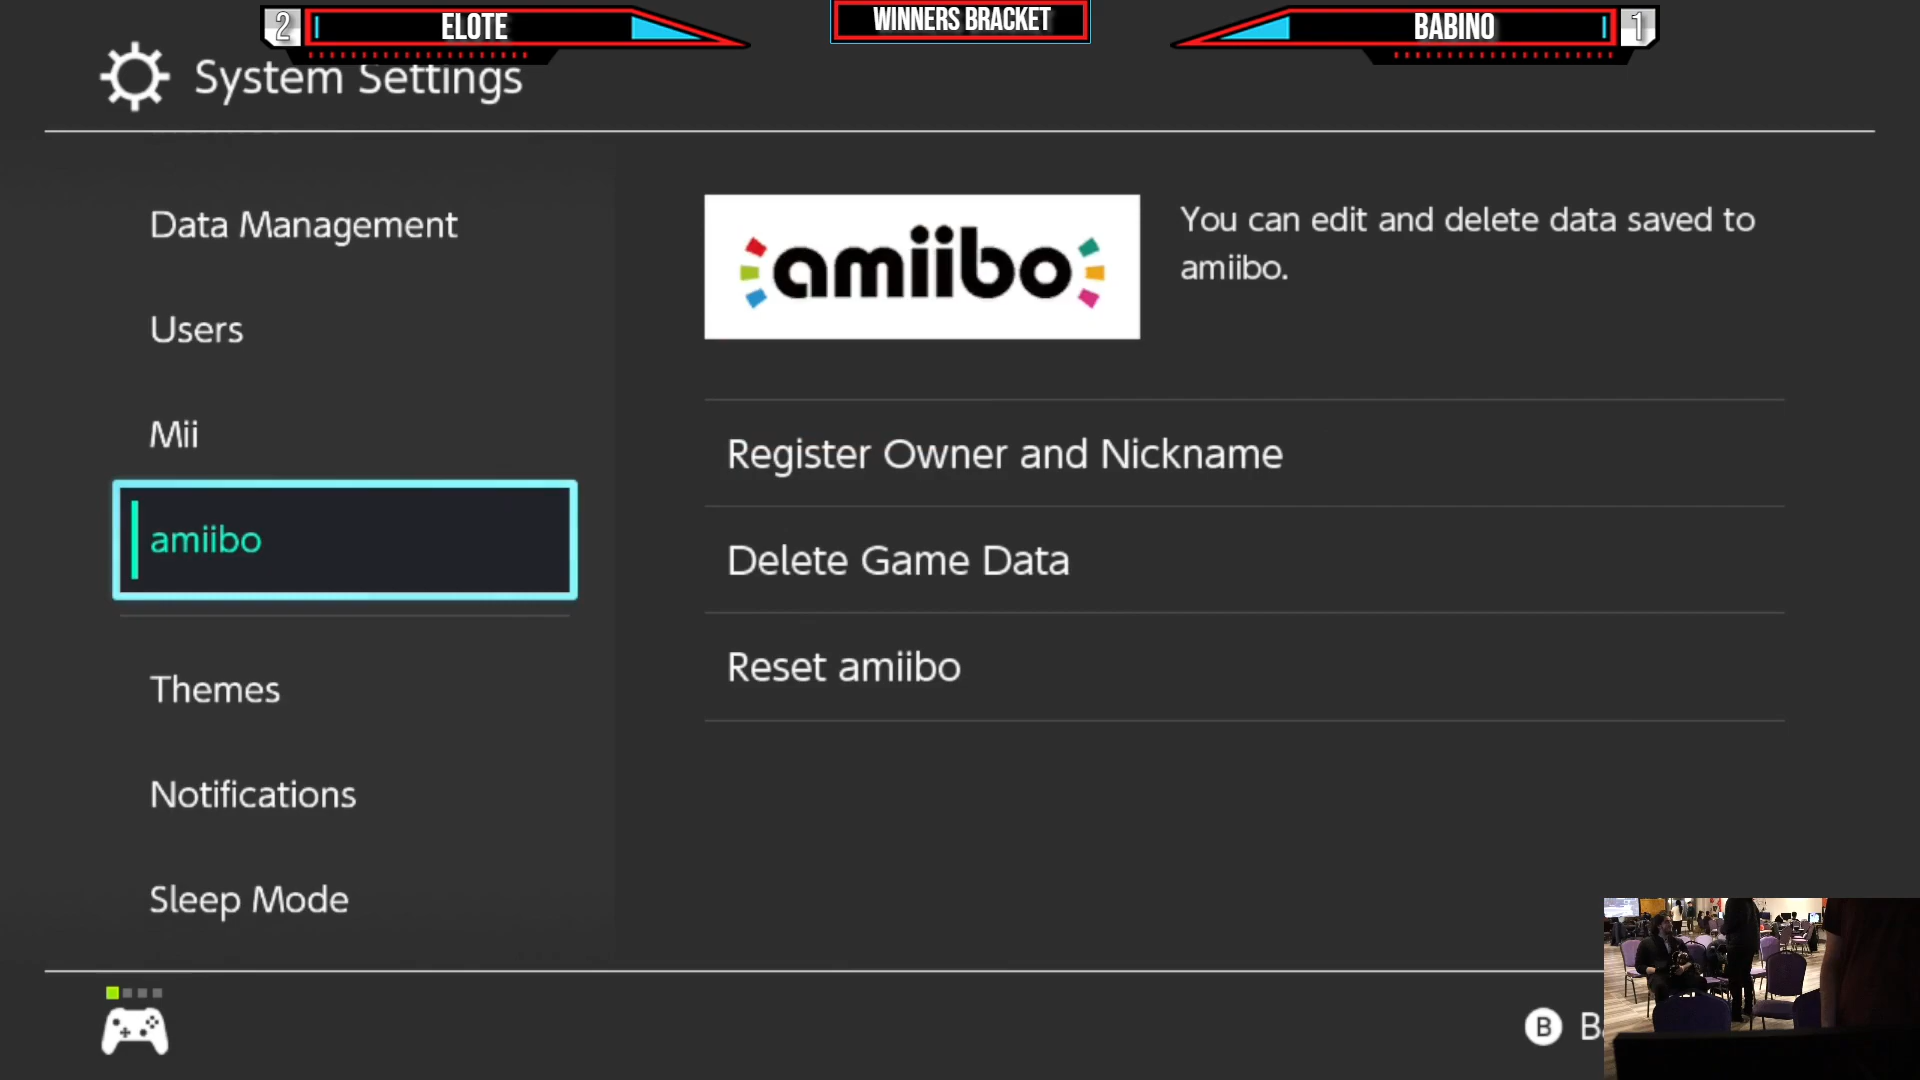 2 ELOTE
WINNERS BRACKET
BABINO 1
System Settings
Data Management
Users
Mii
amiibo
Themes
Notifications
Sleep Mode
amiibo
You can edit and delete data saved to
amiibo.
Register Owner and Nickname
Delete Game Data
Reset amiibo
B